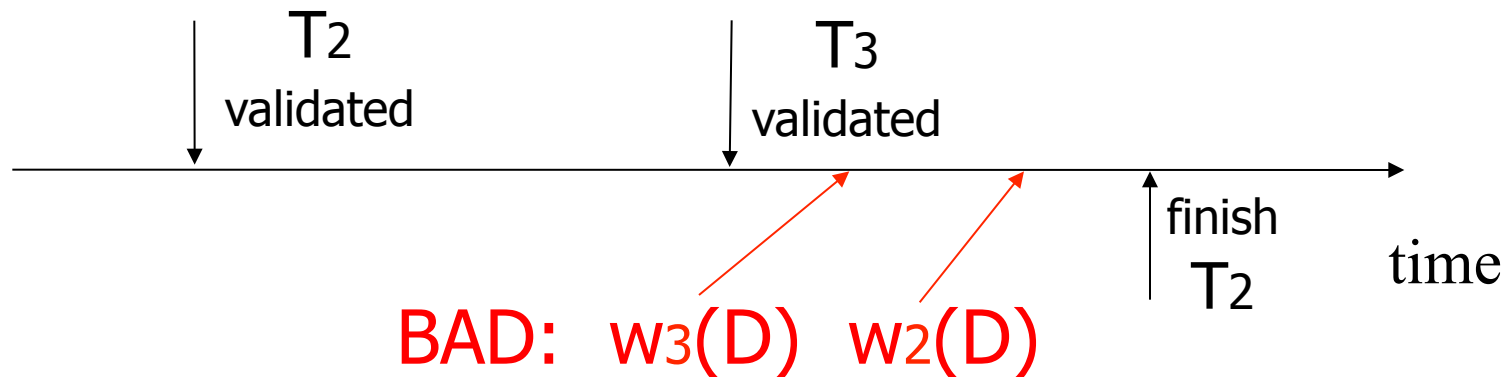 T2
validated
T3
validated
finish
T2
time
BAD: w3(D) w2(D)